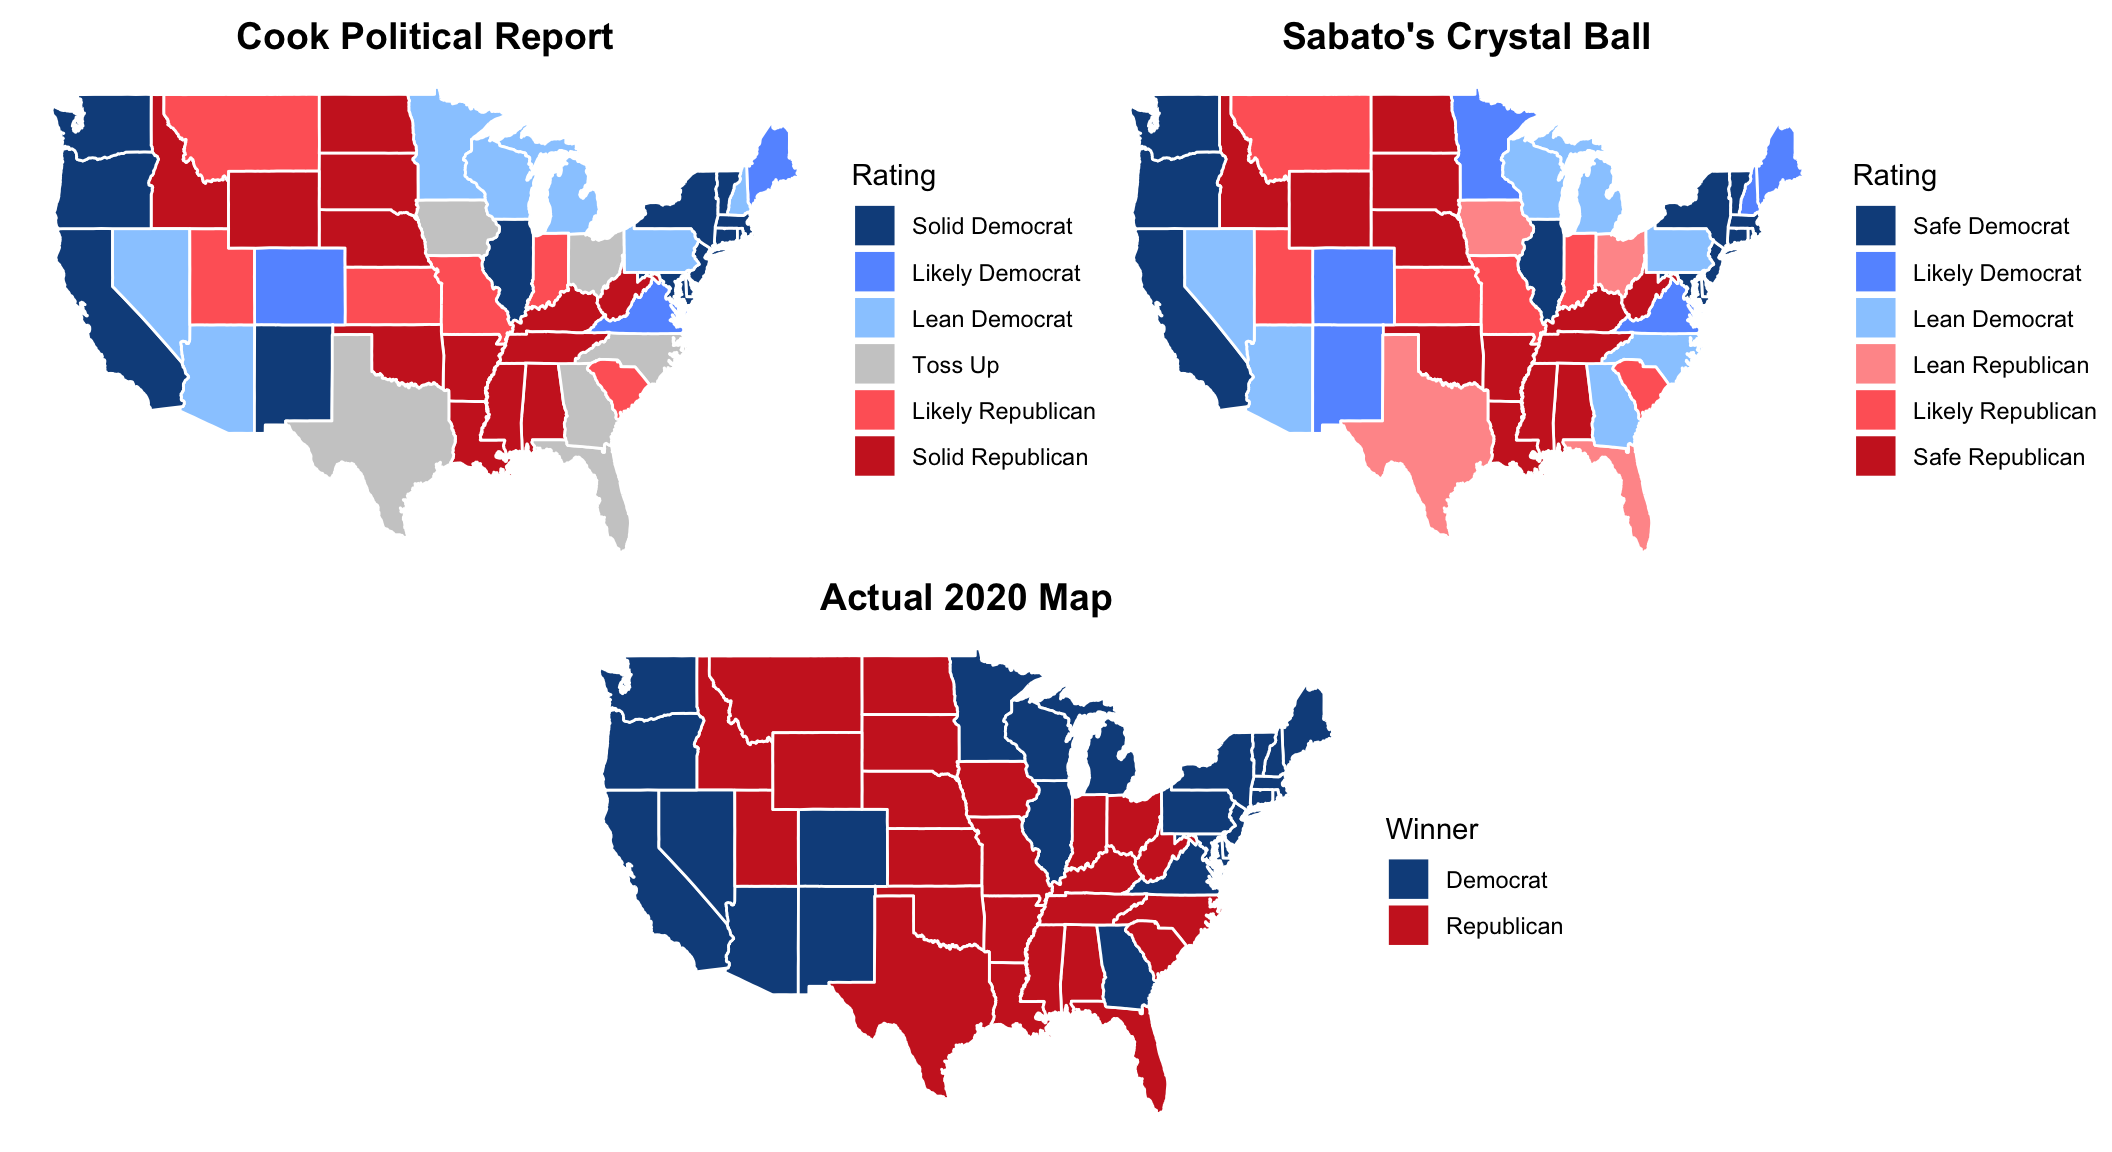 Cook Political Report
Rating
Solid Democrat
Likely Democrat
Lean Democrat
Toss Up
Likely Republican
Solid Republican
Sabato's Crystal Ball
Rating
Safe Democrat
Likely Democrat
Lean Democrat
Lean Republican
Likely Republican
Safe Republican
Actual 2020 Map
Winner
Democrat
Republican